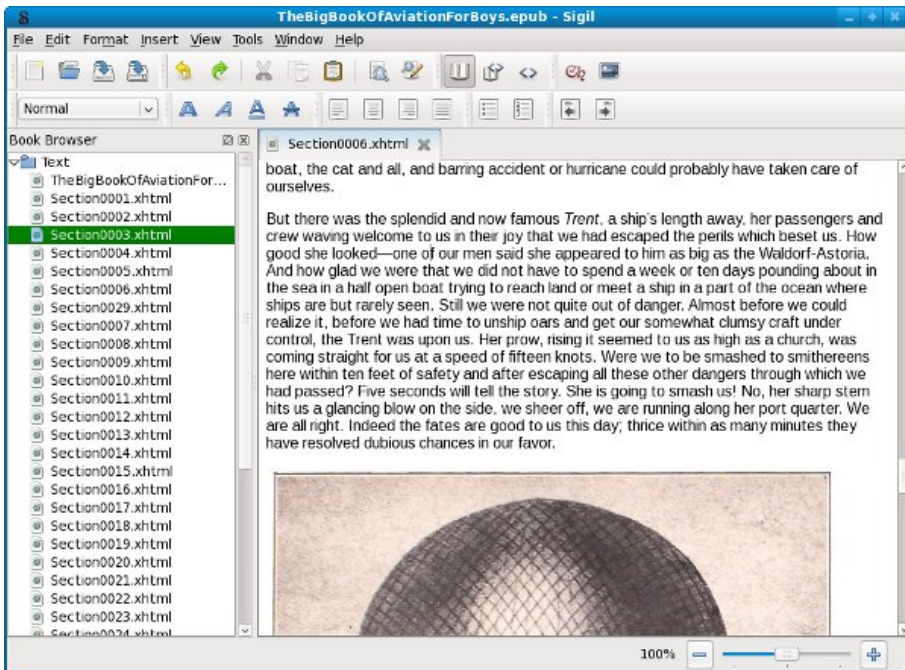 TheBigBookOfAviationForBoys.epub - Sigil
File Edit Format Insert View Tools Window Help
Normal
Book Browser
Section0006.xhtml
Text
TheBigBookOfAviationFor...
Section0001.xhtml
Section0002.xhtml
Section0003.xhtml
Section0004.xhtml
Section0005.xhtml
Section0006.xhtml
Section0029.xhtml
Section0007.xhtml
Section0008.xhtml
Section0009.xhtml
Section0010.xhtml
Section0011.xhtml
Section0012.xhtml
Section0013.xhtml
Section0014.xhtml
Section0015.xhtml
Section0016.xhtml
Section0017.xhtml
Section0018.xhtml
Section0019.xhtml
Section0020.xhtml
Section0021.xhtml
Section0022.xhtml
Section0023.xhtml
Section0024.xhtml
boat, the cat and all, and barring accident or hurricane could probably have taken care of
ourselves.
But there was the splendid and now famous Trent, a ship's length away, her passengers and
crew waving welcome to us in their joy that we had escaped the perils which beset us. How
good she looked—one of our men said she appeared to him as big as the Waldorf-Astoria.
And how glad we were that we did not have to spend a week or ten days pounding about in
the sea in a half open boat trying to reach land or meet a ship in a part of the ocean where
ships are but rarely seen. Still we were not quite out of danger. Almost before we could
realize it, before we had time to unship oars and get our somewhat clumsy craft under
control, the Trent was upon us. Her prow, rising it seemed to us as high as a church, was
coming straight for us at a speed of fifteen knots. Were we to be smashed to smithereens
here within ten feet of safety and after escaping all these other dangers through which we
had passed? Five seconds will tell the story. She is going to smash us! No, her sharp stem
hits us a glancing blow on the side, we sheer off, we are running along her port quarter. We
are all right. Indeed the fates are good to us this day; thrice within as many minutes they
have resolved dubious chances in our favor.
100%